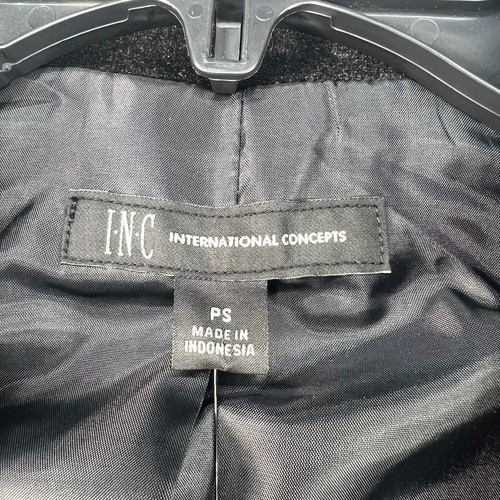 I·N·C INTERNATIONAL CONCEPTS
PS
MADE IN
INDONESIA